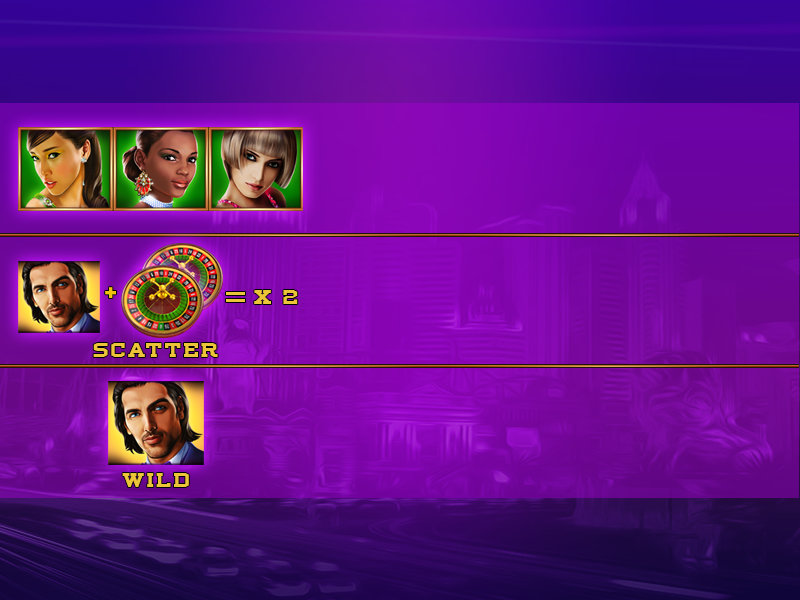 + = X 2
SCATTER
WILD